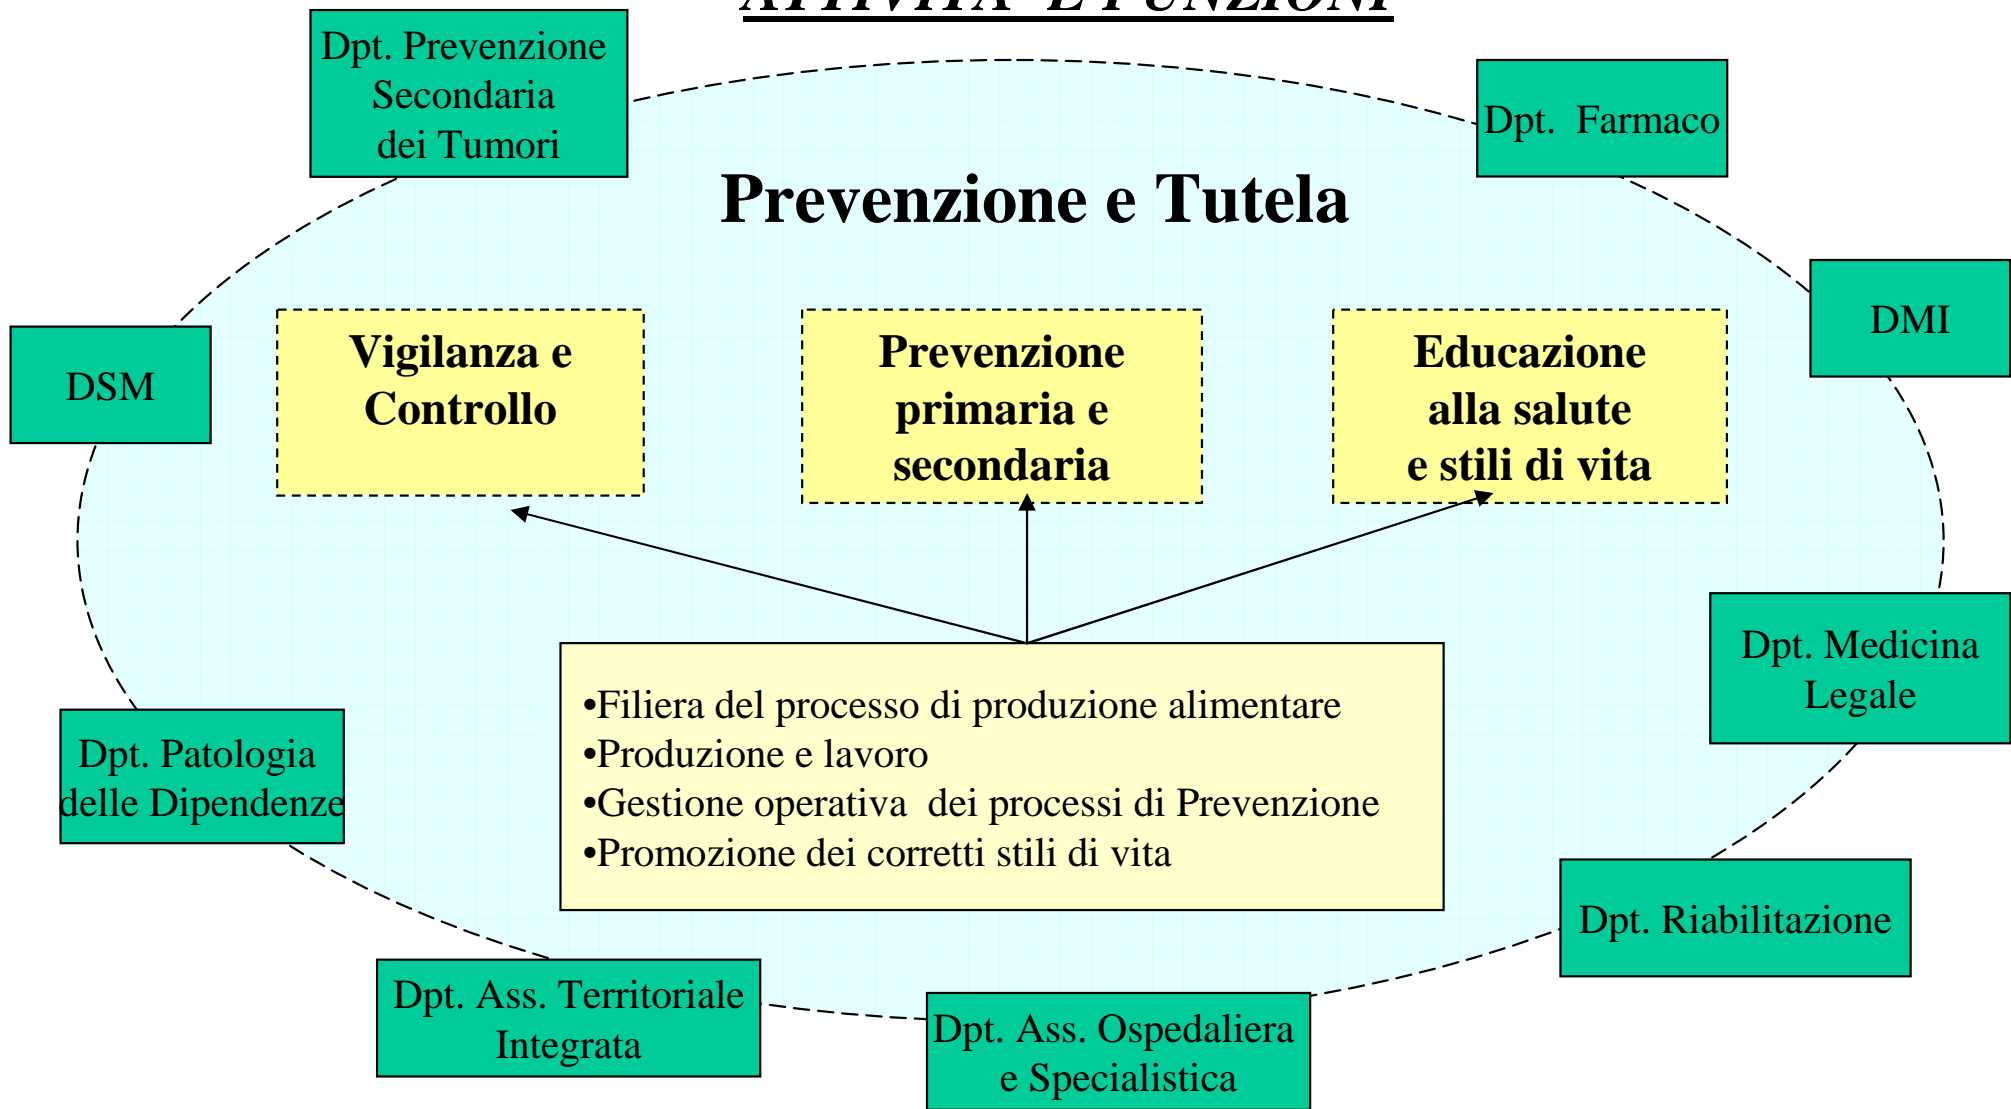 ATTIVITA' E FUNZIONI
Dpt. Prevenzione
Secondaria
dei Tumori
Dpt. Farmaco
Prevenzione e Tutela
DMI
DSM
Vigilanza e
Controllo
Prevenzione
primaria e
secondaria
Educazione
alla salute
e stili di vita
Dpt. Medicina
Legale
•Filiera del processo di produzione alimentare
•Produzione e lavoro
•Gestione operativa dei processi di Prevenzione
•Promozione dei corretti stili di vita
Dpt. Patologia
delle Dipendenze
Dpt. Riabilitazione
Dpt. Ass. Territoriale
Integrata
Dpt. Ass. Ospedaliera
e Specialistica